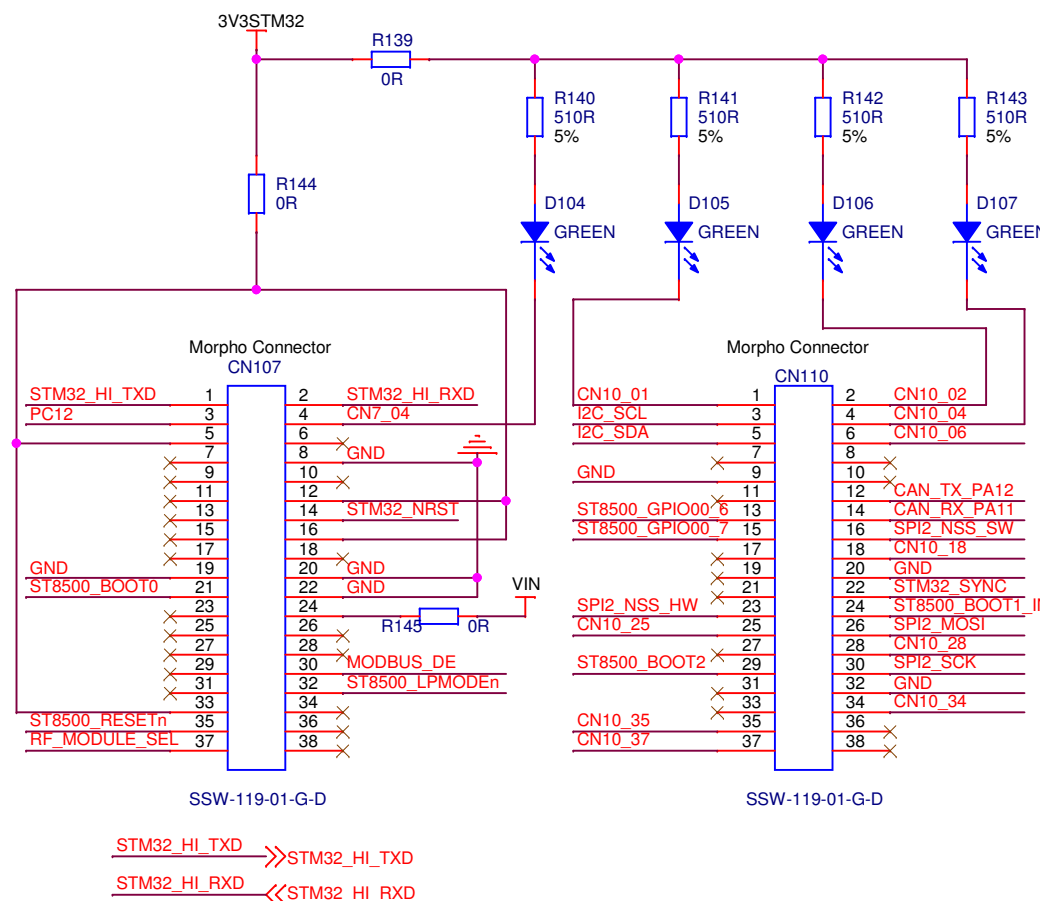 3V3STM32
R139
0R
R140
510R
5%
R141
510R
5%
R142
510R
5%
R143
510R
5%
R144
0R
D104
GREEN
D105
GREEN
D106
GREEN
D107
GREEN
Morpho Connector
CN107
STM32_HI_TXD 1 2 STM32_HI_RXD
PC12 3 4 CN7_04
5 6
7 8 GND
9 10
11 12
13 14 STM32_NRST
15 16
17 18
GND 19 20 GND
ST8500_BOOT0 21 22 GND
23 24
R145 0R VIN
25 26
27 28
29 30 MODBUS_DE
31 32 ST8500_LPMODEn
33 34
ST8500_RESETn 35 36
RF_MODULE_SEL 37 38
SSW-119-01-G-D
Morpho Connector
CN110
CN10_01 1 2 CN10_02
I2C_SCL 3 4 CN10_04
I2C_SDA 5 6 CN10_06
7 8
GND 9 10
11 12 CAN_TX_PA12
ST8500_GPIO00_6 13 14 CAN_RX_PA11
ST8500_GPIO00_7 15 16 SPI2_NSS_SW
17 18 CN10_18
19 20 GND
21 22 STM32_SYNC
SPI2_NSS_HW 23 24 ST8500_BOOT1_I
CN10_25 25 26 SPI2_MOSI
27 28 CN10_28
ST8500_BOOT2 29 30 SPI2_SCK
31 32 GND
33 34 CN10_34
CN10_35 35 36
CN10_37 37 38
SSW-119-01-G-D
STM32_HI_TXD STM32_HI_TXD
STM32_HI_RXD STM32_HI_RXD